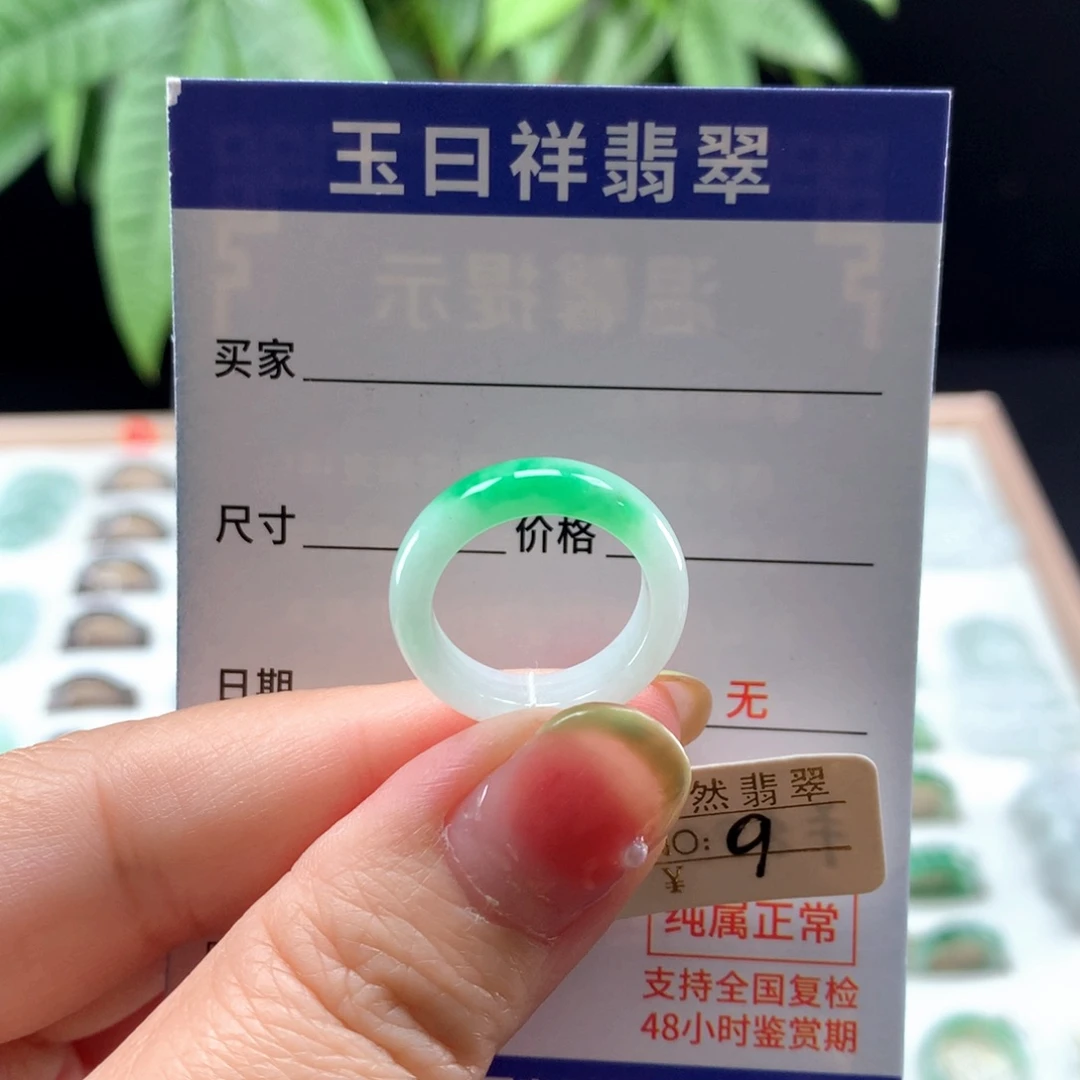 玉曰祥翡翠
买家
尺寸 价格
日期
无
然翡翠
NO: 9
¥
纯属正常
支持全国复检
48小时鉴赏期